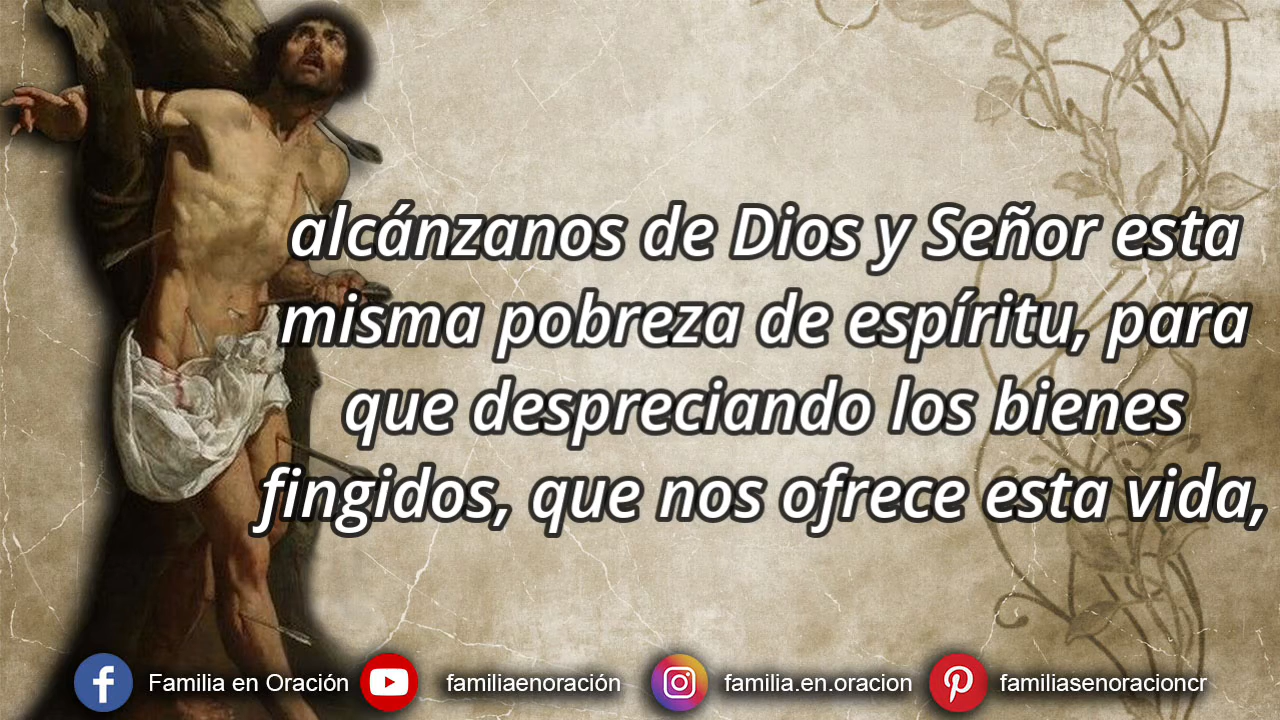 alcánzanos de Dios y Señor esta
misma pobreza de espíritu, para
que despreciando los bienes
fingidos, que nos ofrece esta vida,
Familia en Oración familiaenoración familia.en.oracion familiasenoracioncr